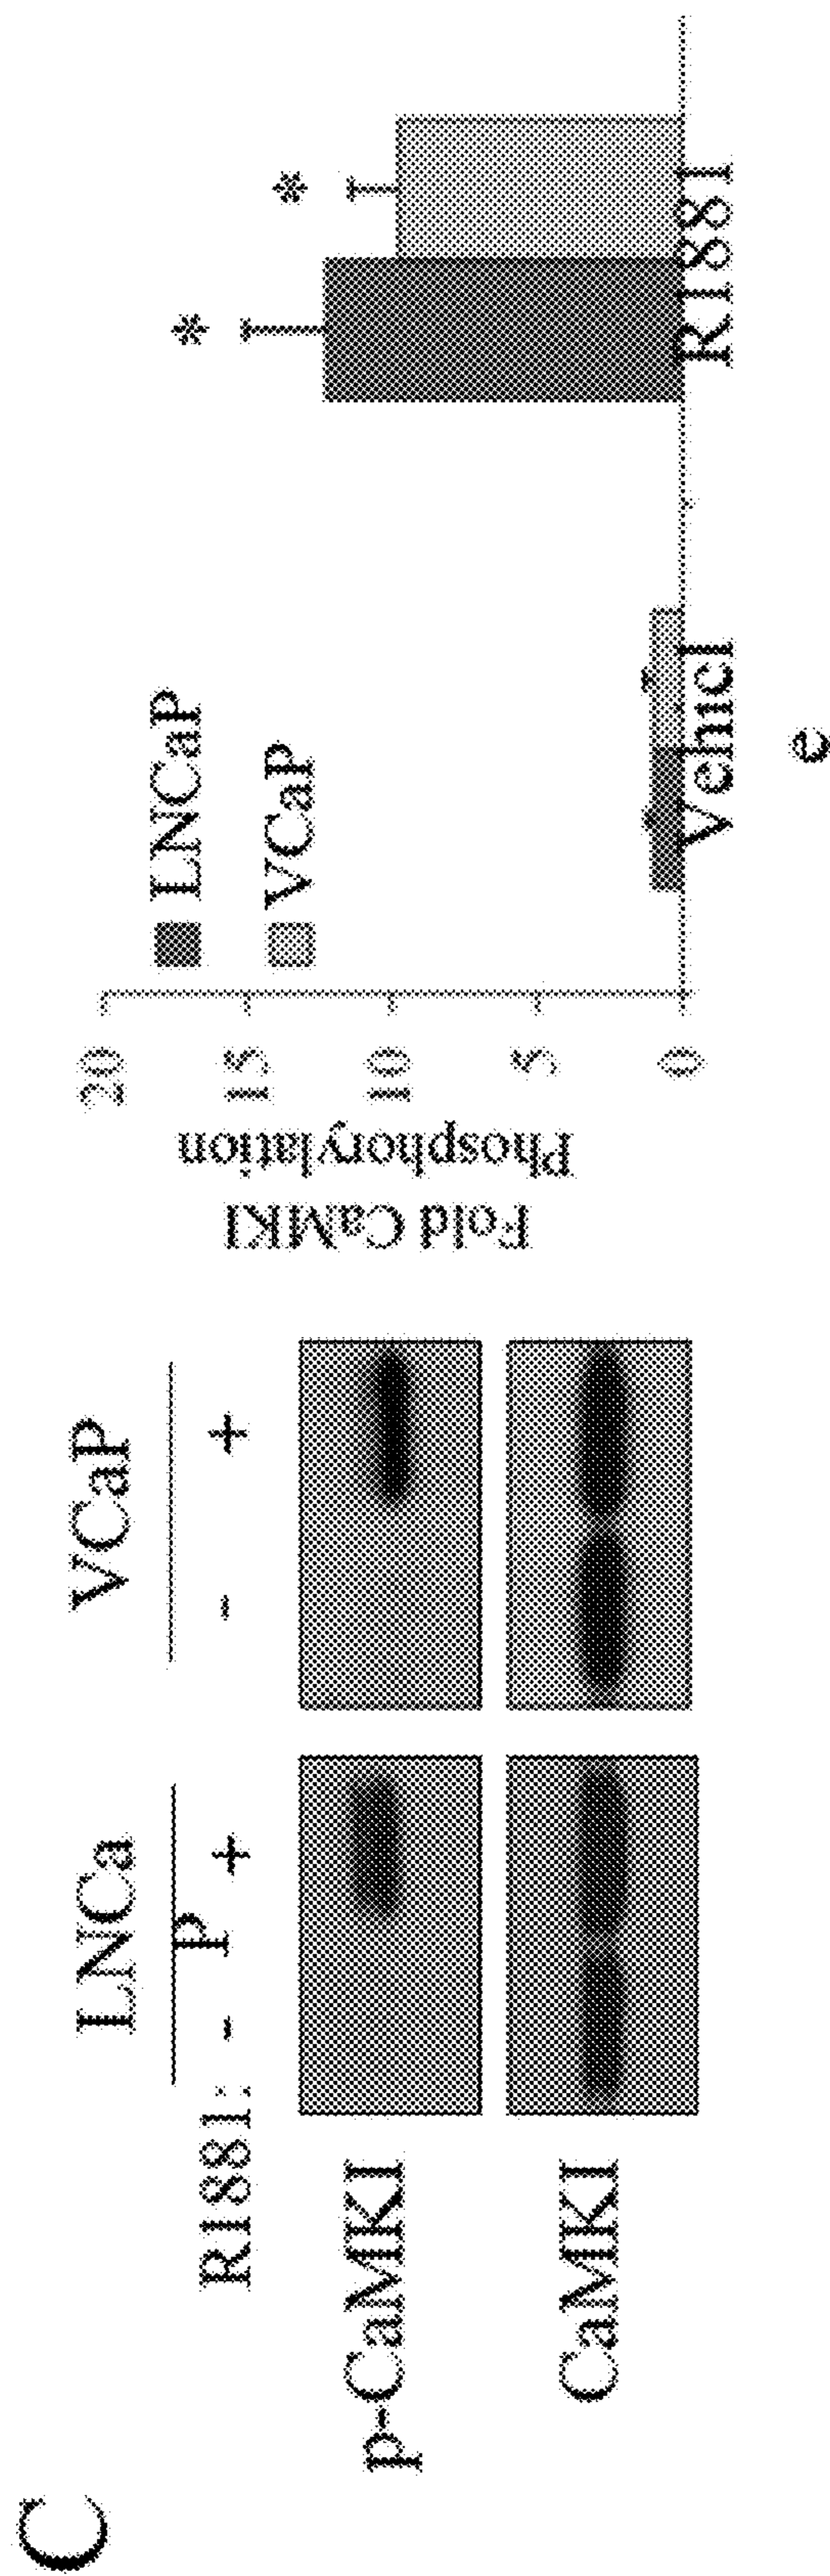 C
LNCa
P
VCaP
R1881: - + - +
p-CaMKI
CaMKI
Fold CaMKI
Phosphorylation
20
15
10
5
0
LNCaP
VCaP
* *
Vehicl
e
R1881